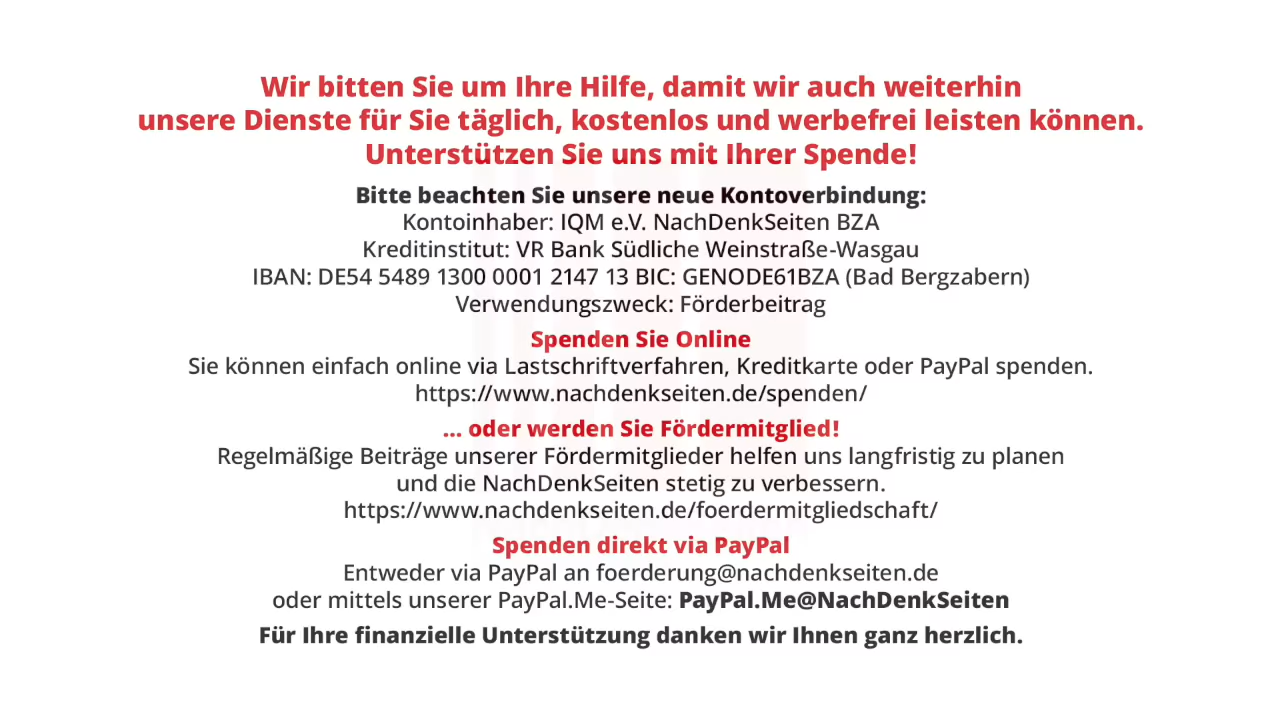 Wir bitten Sie um Ihre Hilfe, damit wir auch weiterhin
unsere Dienste für Sie täglich, kostenlos und werbefrei leisten können.
Unterstützen Sie uns mit Ihrer Spende!
Bitte beachten Sie unsere neue Kontoverbindung:
Kontoinhaber: IQM e.V. NachDenkSeiten BZA
Kreditinstitut: VR Bank Südliche Weinstraße-Wasgau
IBAN: DE54 5489 1300 0001 2147 13 BIC: GENODE61BZA (Bad Bergzabern)
Verwendungszweck: Förderbeitrag
Spenden Sie Online
Sie können einfach online via Lastschriftverfahren, Kreditkarte oder PayPal spenden.
https://www.nachdenkseiten.de/spenden/
... oder werden Sie Fördermitglied!
Regelmäßige Beiträge unserer Fördermitglieder helfen uns langfristig zu planen
und die NachDenkSeiten stetig zu verbessern.
https://www.nachdenkseiten.de/foerdermitgliedschaft/
Spenden direkt via PayPal
Entweder via PayPal an foerderung@nachdenkseiten.de
oder mittels unserer PayPal.Me-Seite: PayPal.Me@NachDenkSeiten
Für Ihre finanzielle Unterstützung danken wir Ihnen ganz herzlich.